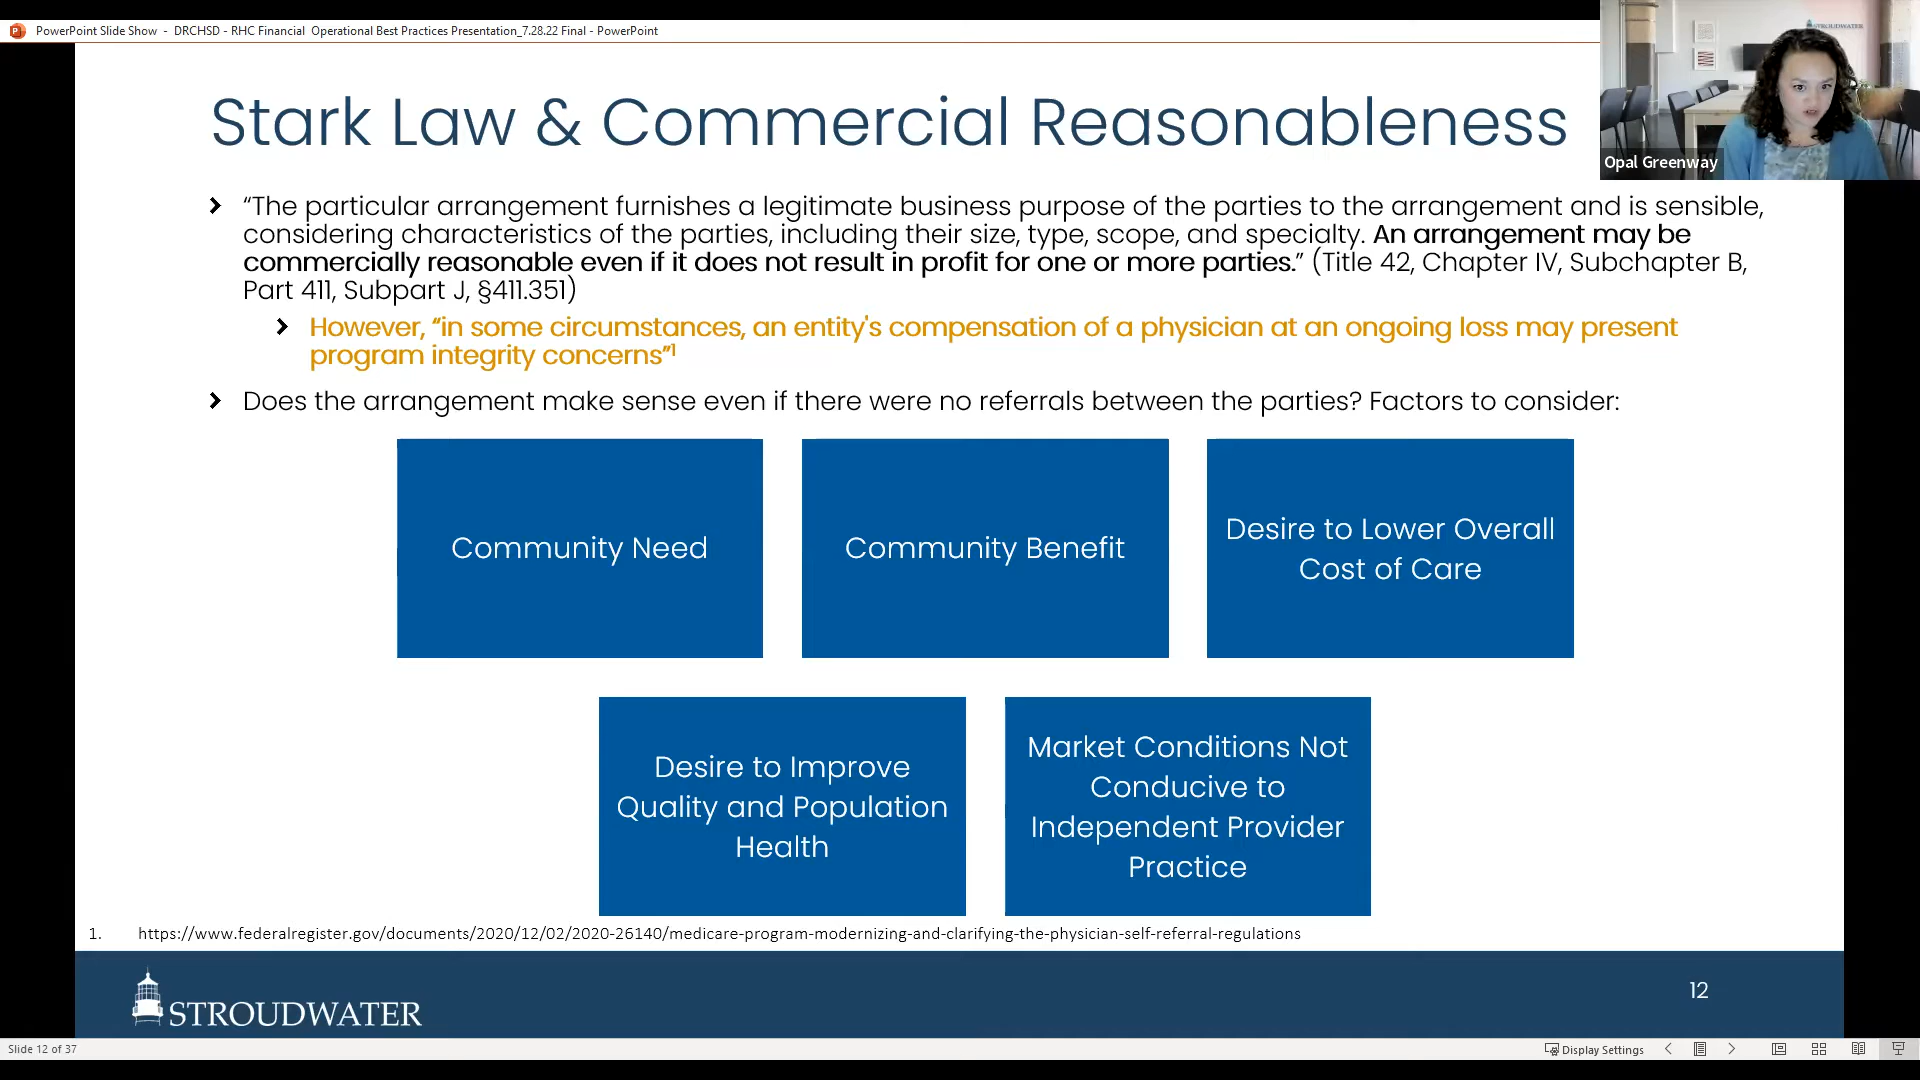 PowerPoint Slide Show - DRCHSD - RHC Financial Operational Best Practices Presentation_7.28.22 Final - PowerPoint
STROUDWATER
Opal Greenway
Stark Law & Commercial Reasonableness
“The particular arrangement furnishes a legitimate business purpose of the parties to the arrangement and is sensible,
considering characteristics of the parties, including their size, type, scope, and specialty. An arrangement may be
commercially reasonable even if it does not result in profit for one or more parties.” (Title 42, Chapter IV, Subchapter B,
Part 411, Subpart J, §411.351)
However, “in some circumstances, an entity's compensation of a physician at an ongoing loss may present
program integrity concerns”¹
Does the arrangement make sense even if there were no referrals between the parties? Factors to consider:
Community Need
Community Benefit
Desire to Lower Overall
Cost of Care
Desire to Improve
Quality and Population
Health
Market Conditions Not
Conducive to
Independent Provider
Practice
1. https://www.federalregister.gov/documents/2020/12/02/2020-26140/medicare-program-modernizing-and-clarifying-the-physician-self-referral-regulations
STROUDWATER
12
Slide 12 of 37
Display Settings